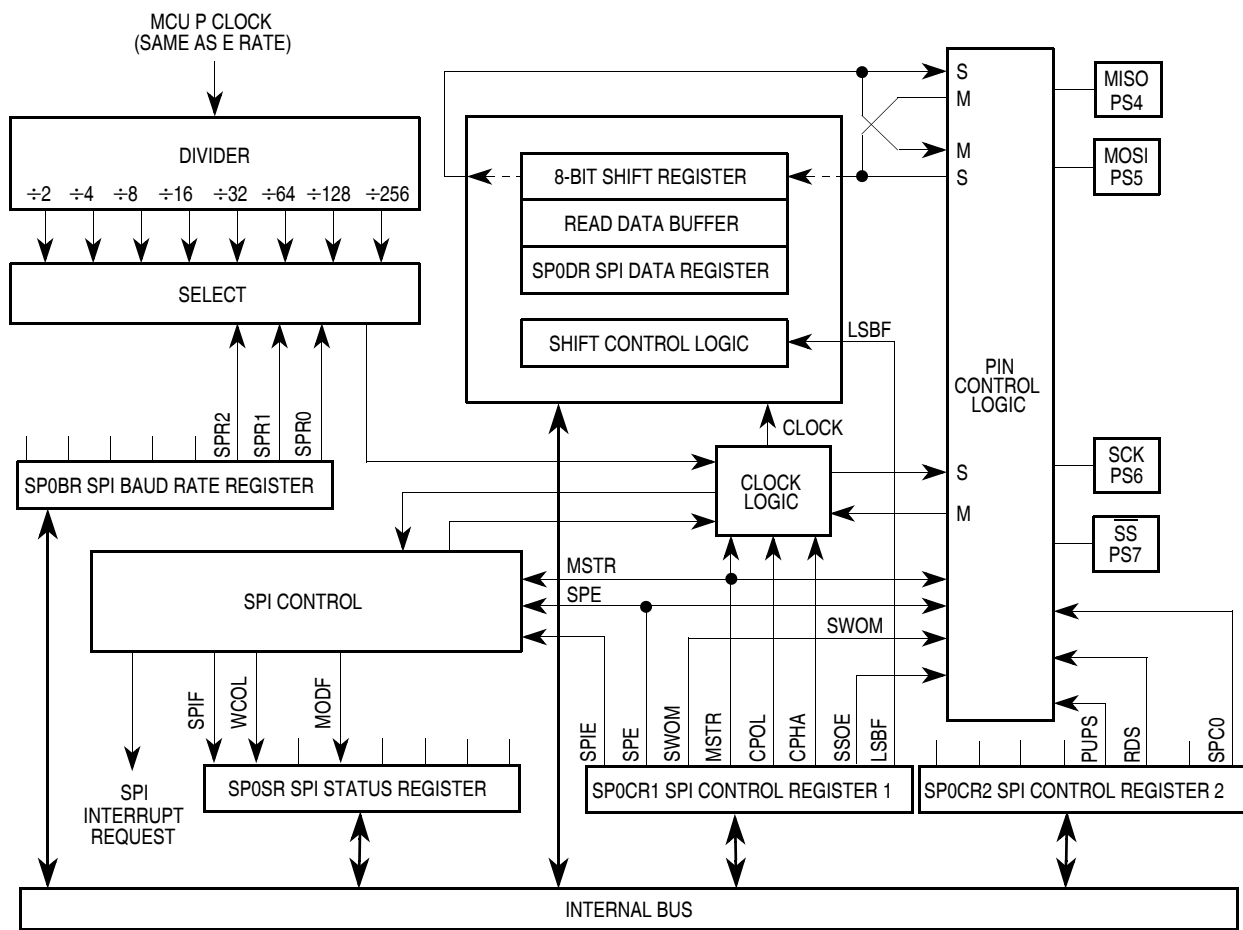 MCU P CLOCK
(SAME AS E RATE)
DIVIDER
÷2 ÷4 ÷8 ÷16 ÷32 ÷64 ÷128 ÷256
SELECT
SPR2
SPR1
SPR0
SP0BR SPI BAUD RATE REGISTER
8-BIT SHIFT REGISTER
READ DATA BUFFER
SP0DR SPI DATA REGISTER
SHIFT CONTROL LOGIC
LSBF
CLOCK
CLOCK
LOGIC
S
M
M
S
PIN
CONTROL
LOGIC
S
M
MISO
PS4
MOSI
PS5
SCK
PS6
SS
PS7
SPI CONTROL
MSTR
SPE
SWOM
SPIF
WCOL
MODF
SPI
INTERRUPT
REQUEST
SP0SR SPI STATUS REGISTER
SPIE
SPE
SWOM
MSTR
CPOL
CPHA
SSOE
LSBF
SP0CR1 SPI CONTROL REGISTER 1
PUPS
RDS
SPC0
SP0CR2 SPI CONTROL REGISTER 2
INTERNAL BUS